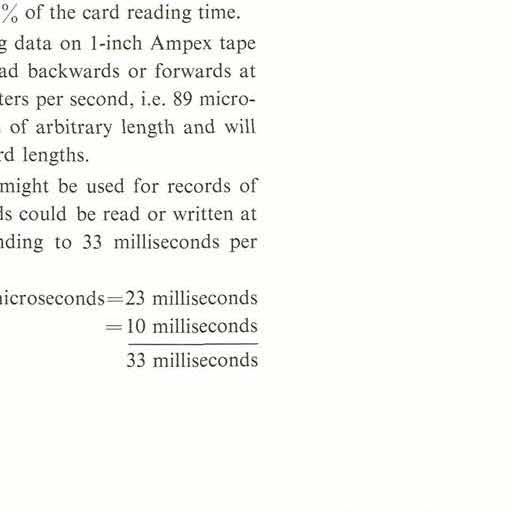 % of the card reading time.
g data on 1-inch Ampex tape
ad backwards or forwards at
ters per second, i.e. 89 micro-
of arbitrary length and will
rd lengths.
might be used for records of
ds could be read or written at
nding to 33 milliseconds per
microseconds=23 milliseconds
=10 milliseconds
33 milliseconds